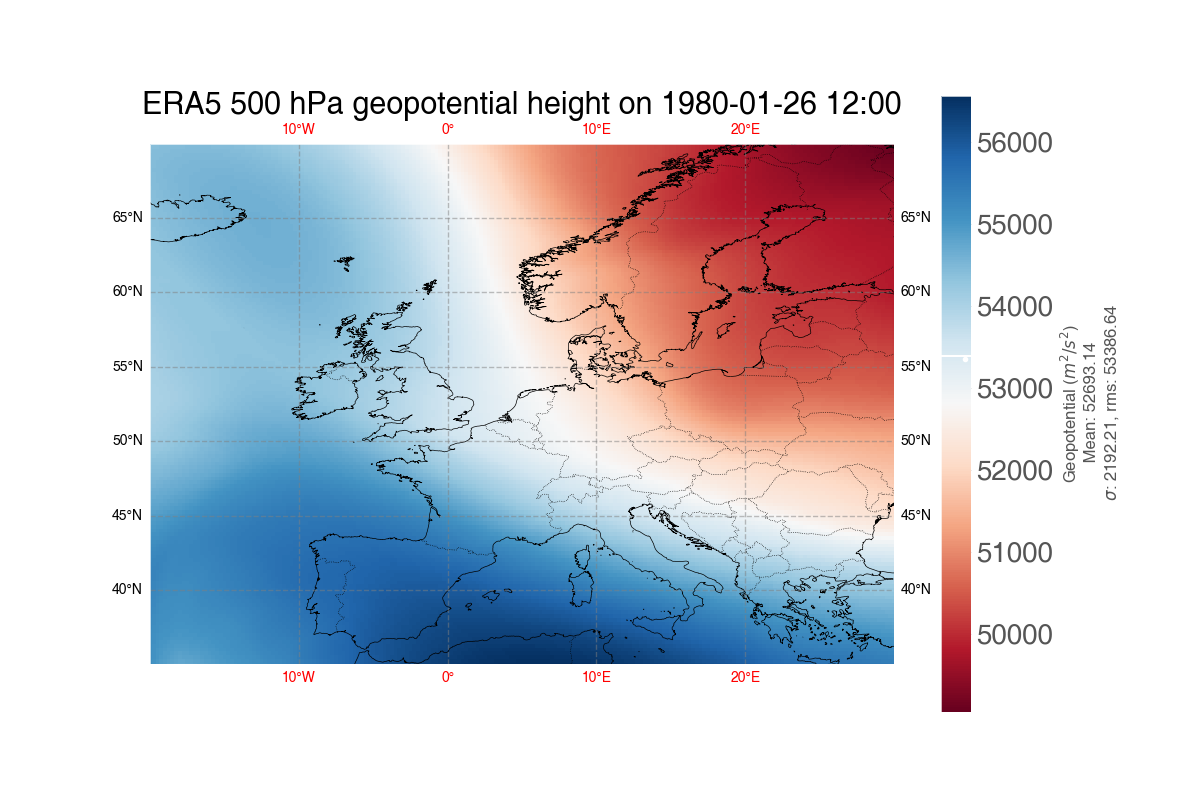 ERA5 500 hPa geopotential height on 1980-01-26 12:00
10°W 0° 10°E 20°E
65°N 65°N
60°N 60°N
55°N 55°N
50°N 50°N
45°N 45°N
40°N 40°N
10°W 0° 10°E 20°E
56000
55000
54000
53000
52000
51000
50000
Geopotential (m²/s²)
Mean: 52693.14
σ: 2192.21, rms: 53386.64